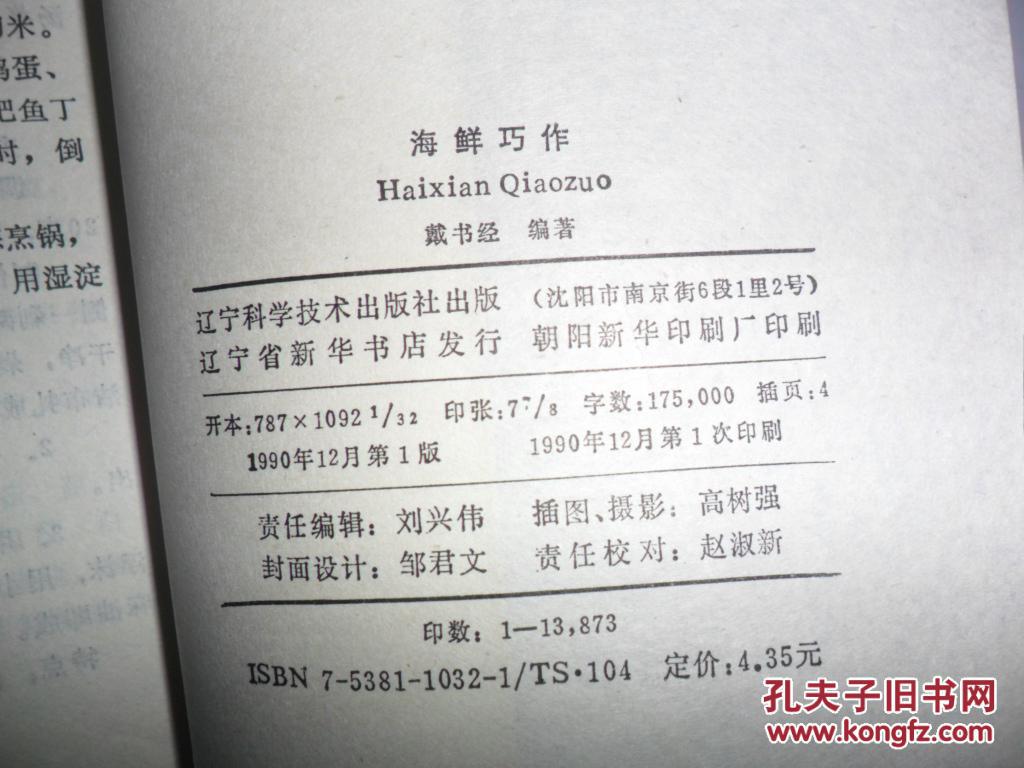 米。
鸡蛋、
把鱼丁
时，倒
烹锅，
用湿淀
海鲜巧作
Haixian Qiaozuo
戴书经 编著
辽宁科学技术出版社出版 （沈阳市南京街6段1里2号）
辽宁省新华书店发行 朝阳新华印刷厂印刷
开本：787×1092 1/32 印张：7 7/8 字数：175,000 插页：4
1990年12月第1版 1990年12月第1次印刷
责任编辑：刘兴伟 插图、摄影：高树强
封面设计：邹君文 责任校对：赵淑新
印数：1—13,873
ISBN 7-5381-1032-1/TS·104 定价：4.35元
孔夫子旧书网
www.kongfz.com